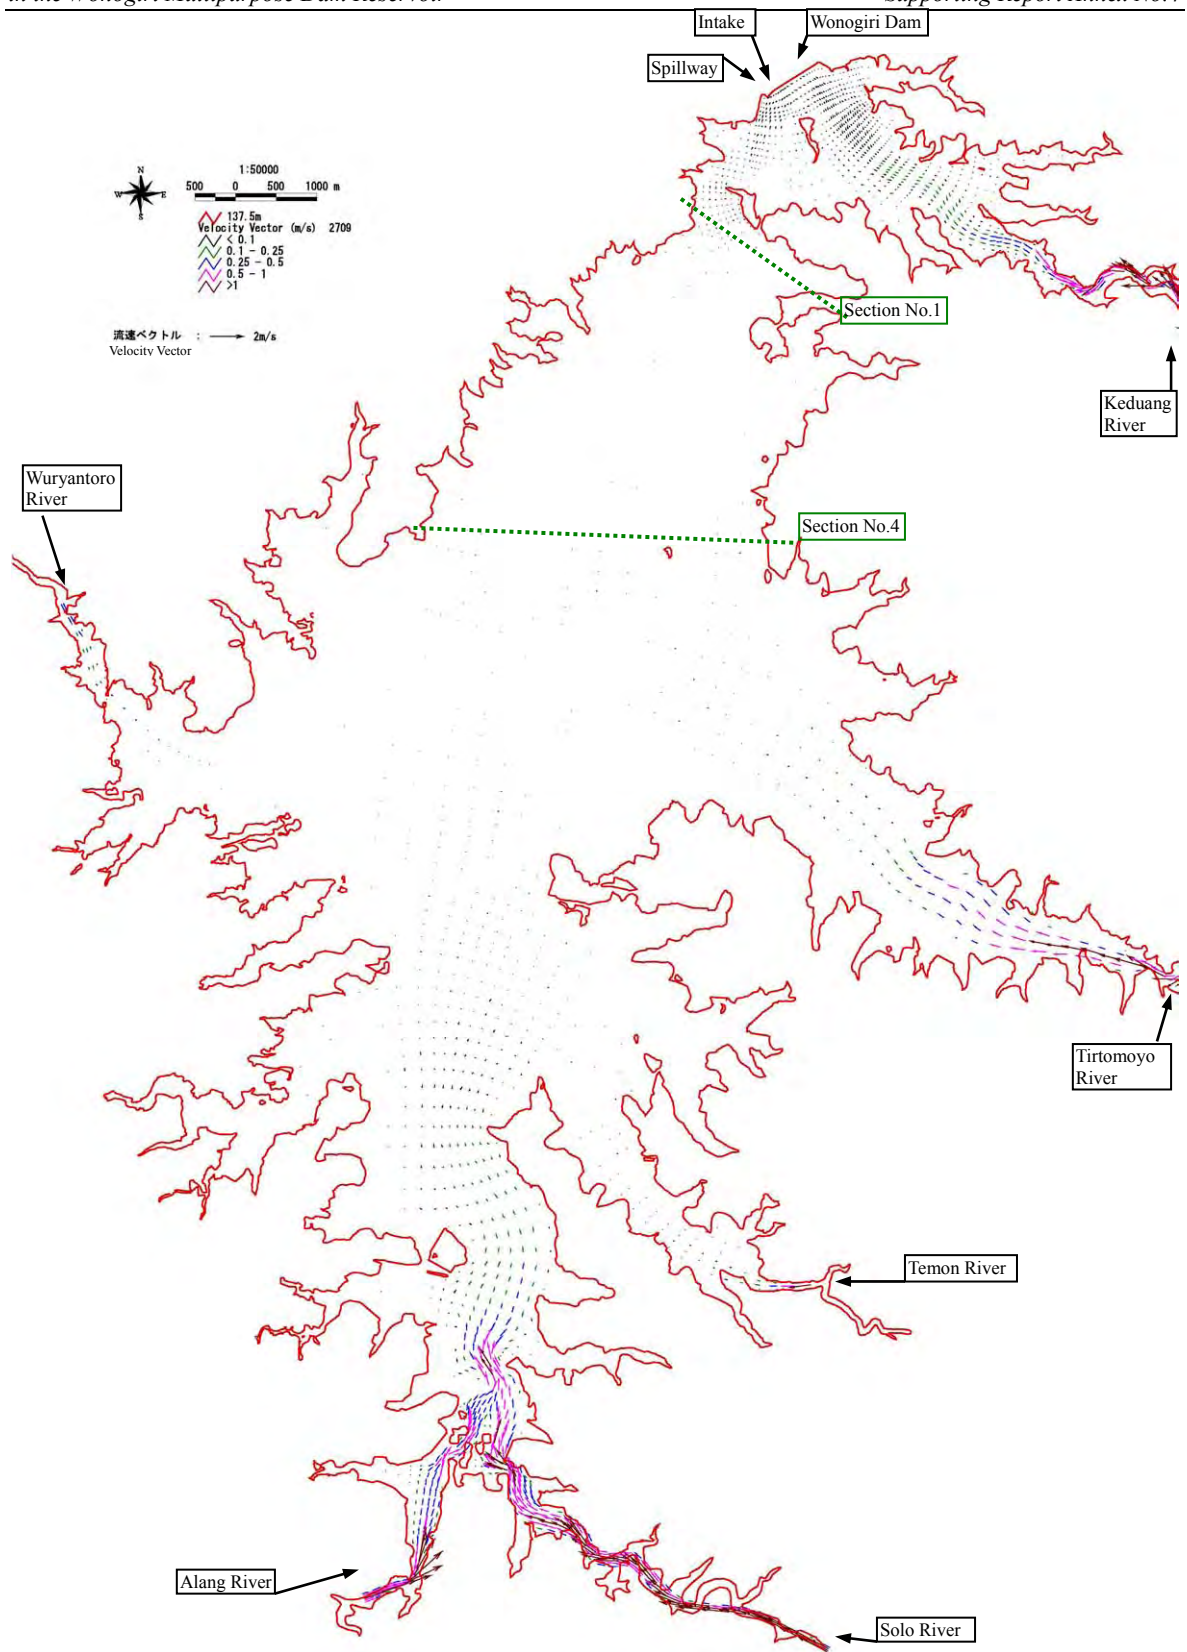 in the Wonogiri Multipurpose Dam Reservoir
Supporting Report Annex No.4
Intake
Wonogiri Dam
Spillway
N
W
E
S
1:50000
500 0 500 1000 m
137.5m
Velocity Vector (m/s) 2709
< 0.1
0.1 - 0.25
0.25 - 0.5
0.5 - 1
>1
流速ベクトル : 2m/s
Velocity Vector
Section No.1
Keduang
River
Wuryantoro
River
Section No.4
Tirtomoyo
River
Temon River
Alang River
Solo River